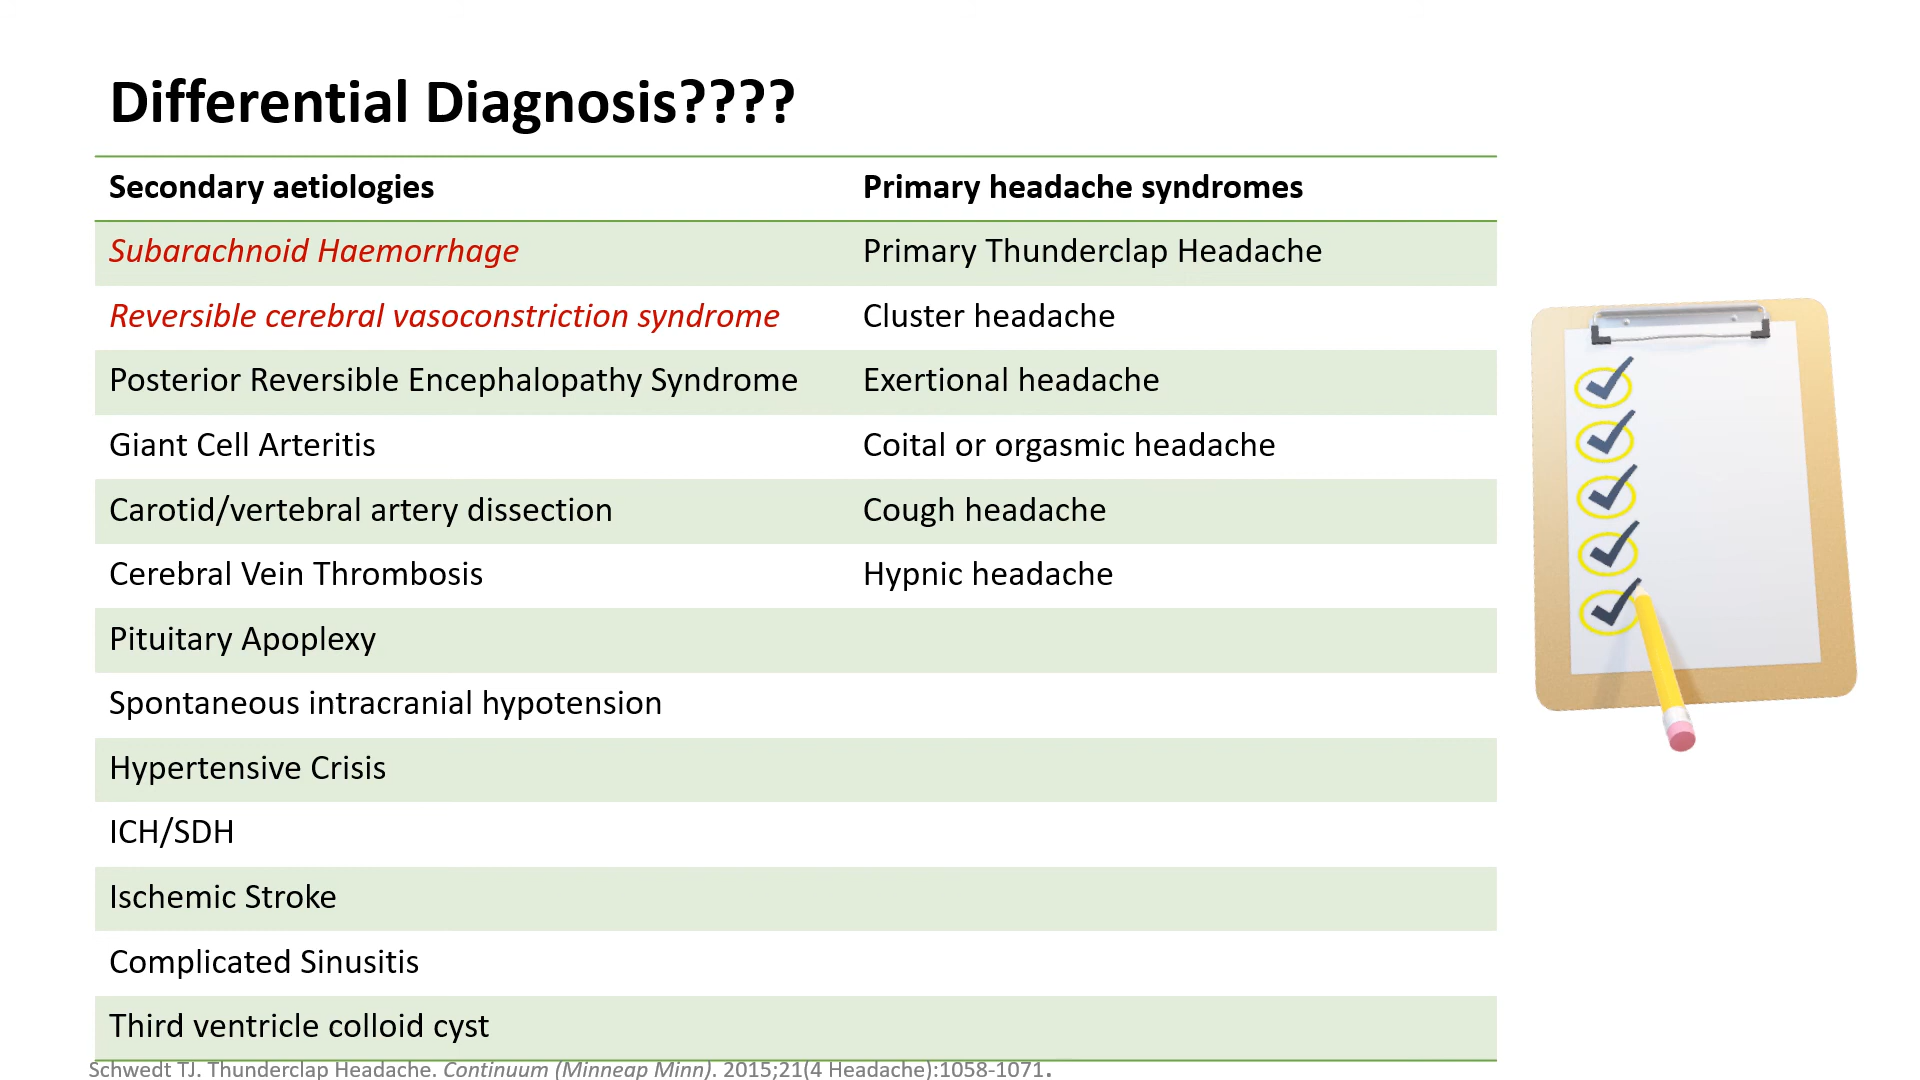 Differential Diagnosis????
Secondary aetiologies Primary headache syndromes
Subarachnoid Haemorrhage Primary Thunderclap Headache
Reversible cerebral vasoconstriction syndrome Cluster headache
Posterior Reversible Encephalopathy Syndrome Exertional headache
Giant Cell Arteritis Coital or orgasmic headache
Carotid/vertebral artery dissection Cough headache
Cerebral Vein Thrombosis Hypnic headache
Pituitary Apoplexy
Spontaneous intracranial hypotension
Hypertensive Crisis
ICH/SDH
Ischemic Stroke
Complicated Sinusitis
Third ventricle colloid cyst
Schwedt TJ. Thunderclap Headache. Continuum (Minneap Minn). 2015;21(4 Headache):1058-1071.